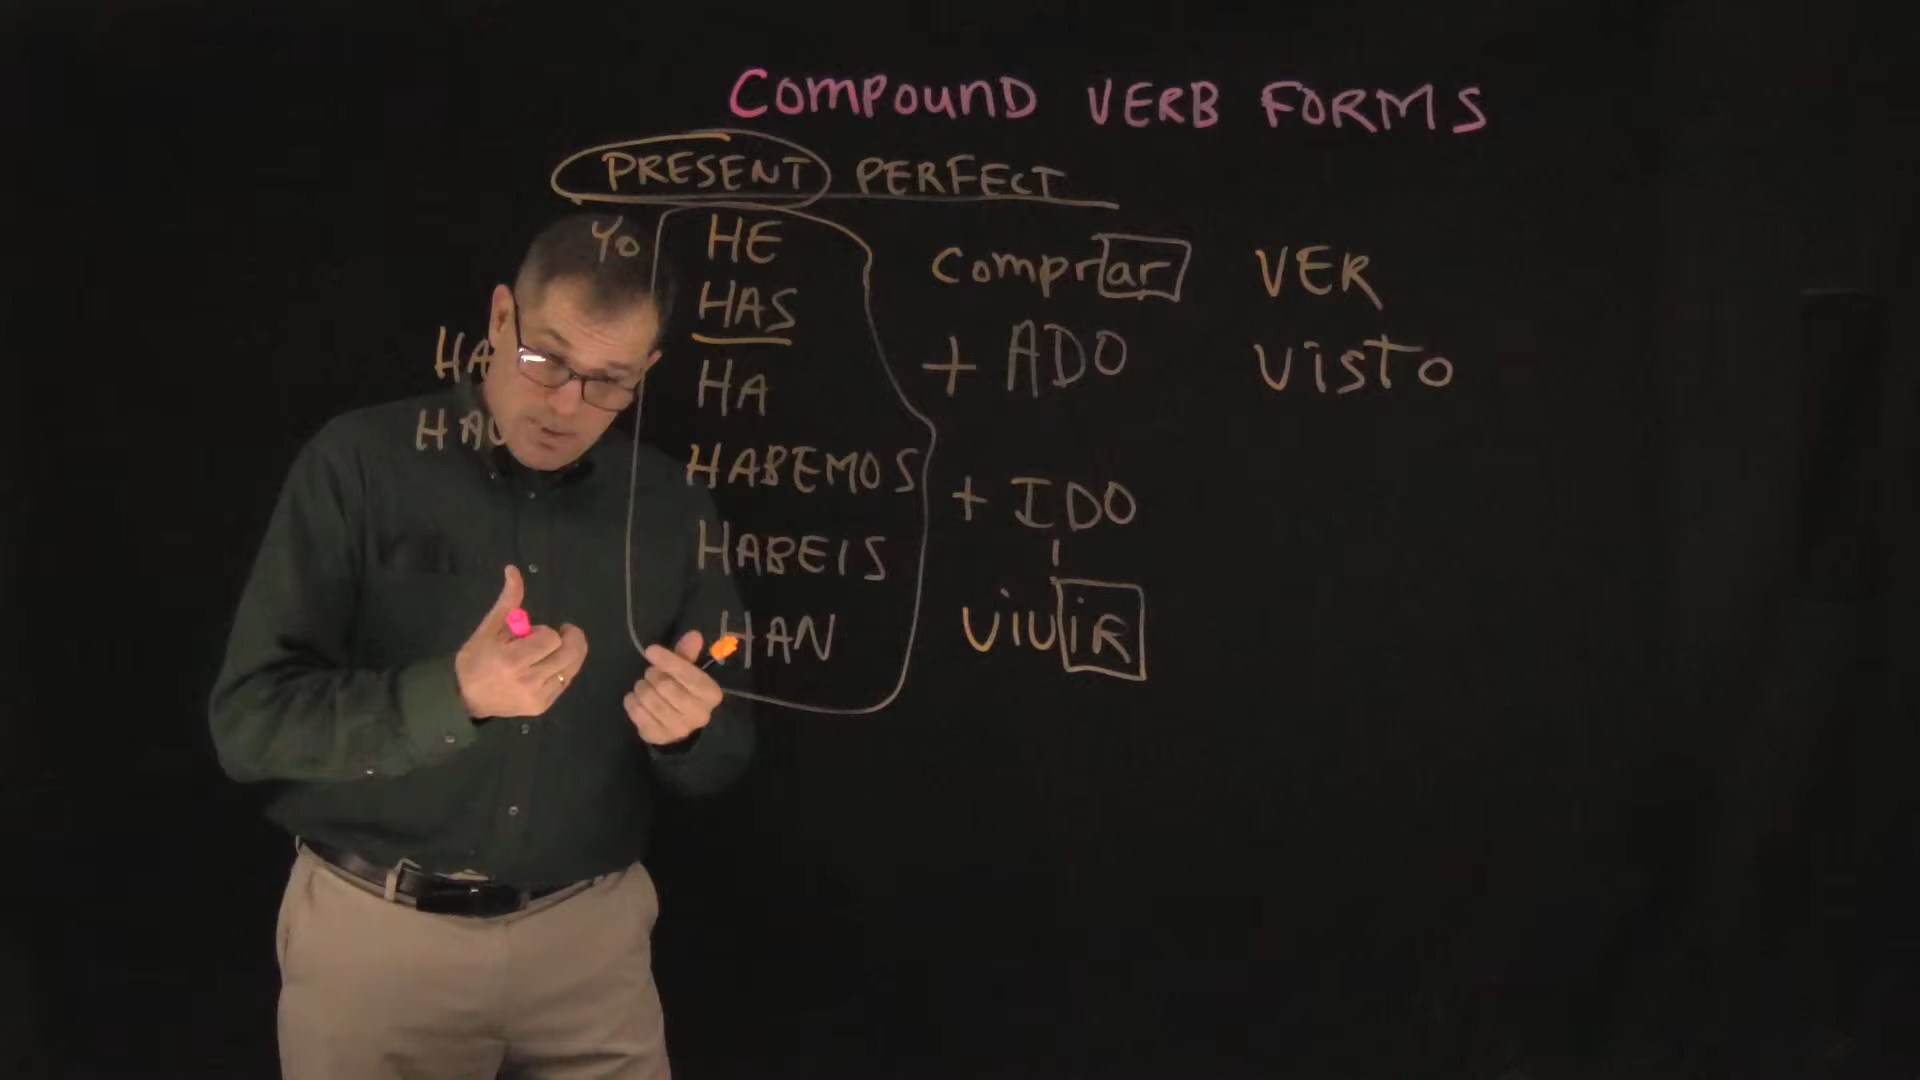 COMPOUND VERB FORMS
PRESENT PERFECT
Yo HE
HAS
HA
HABEMOS
HABEIS
HAN
comprar
+ ADO
+ IDO
viviR
VER
VISTO